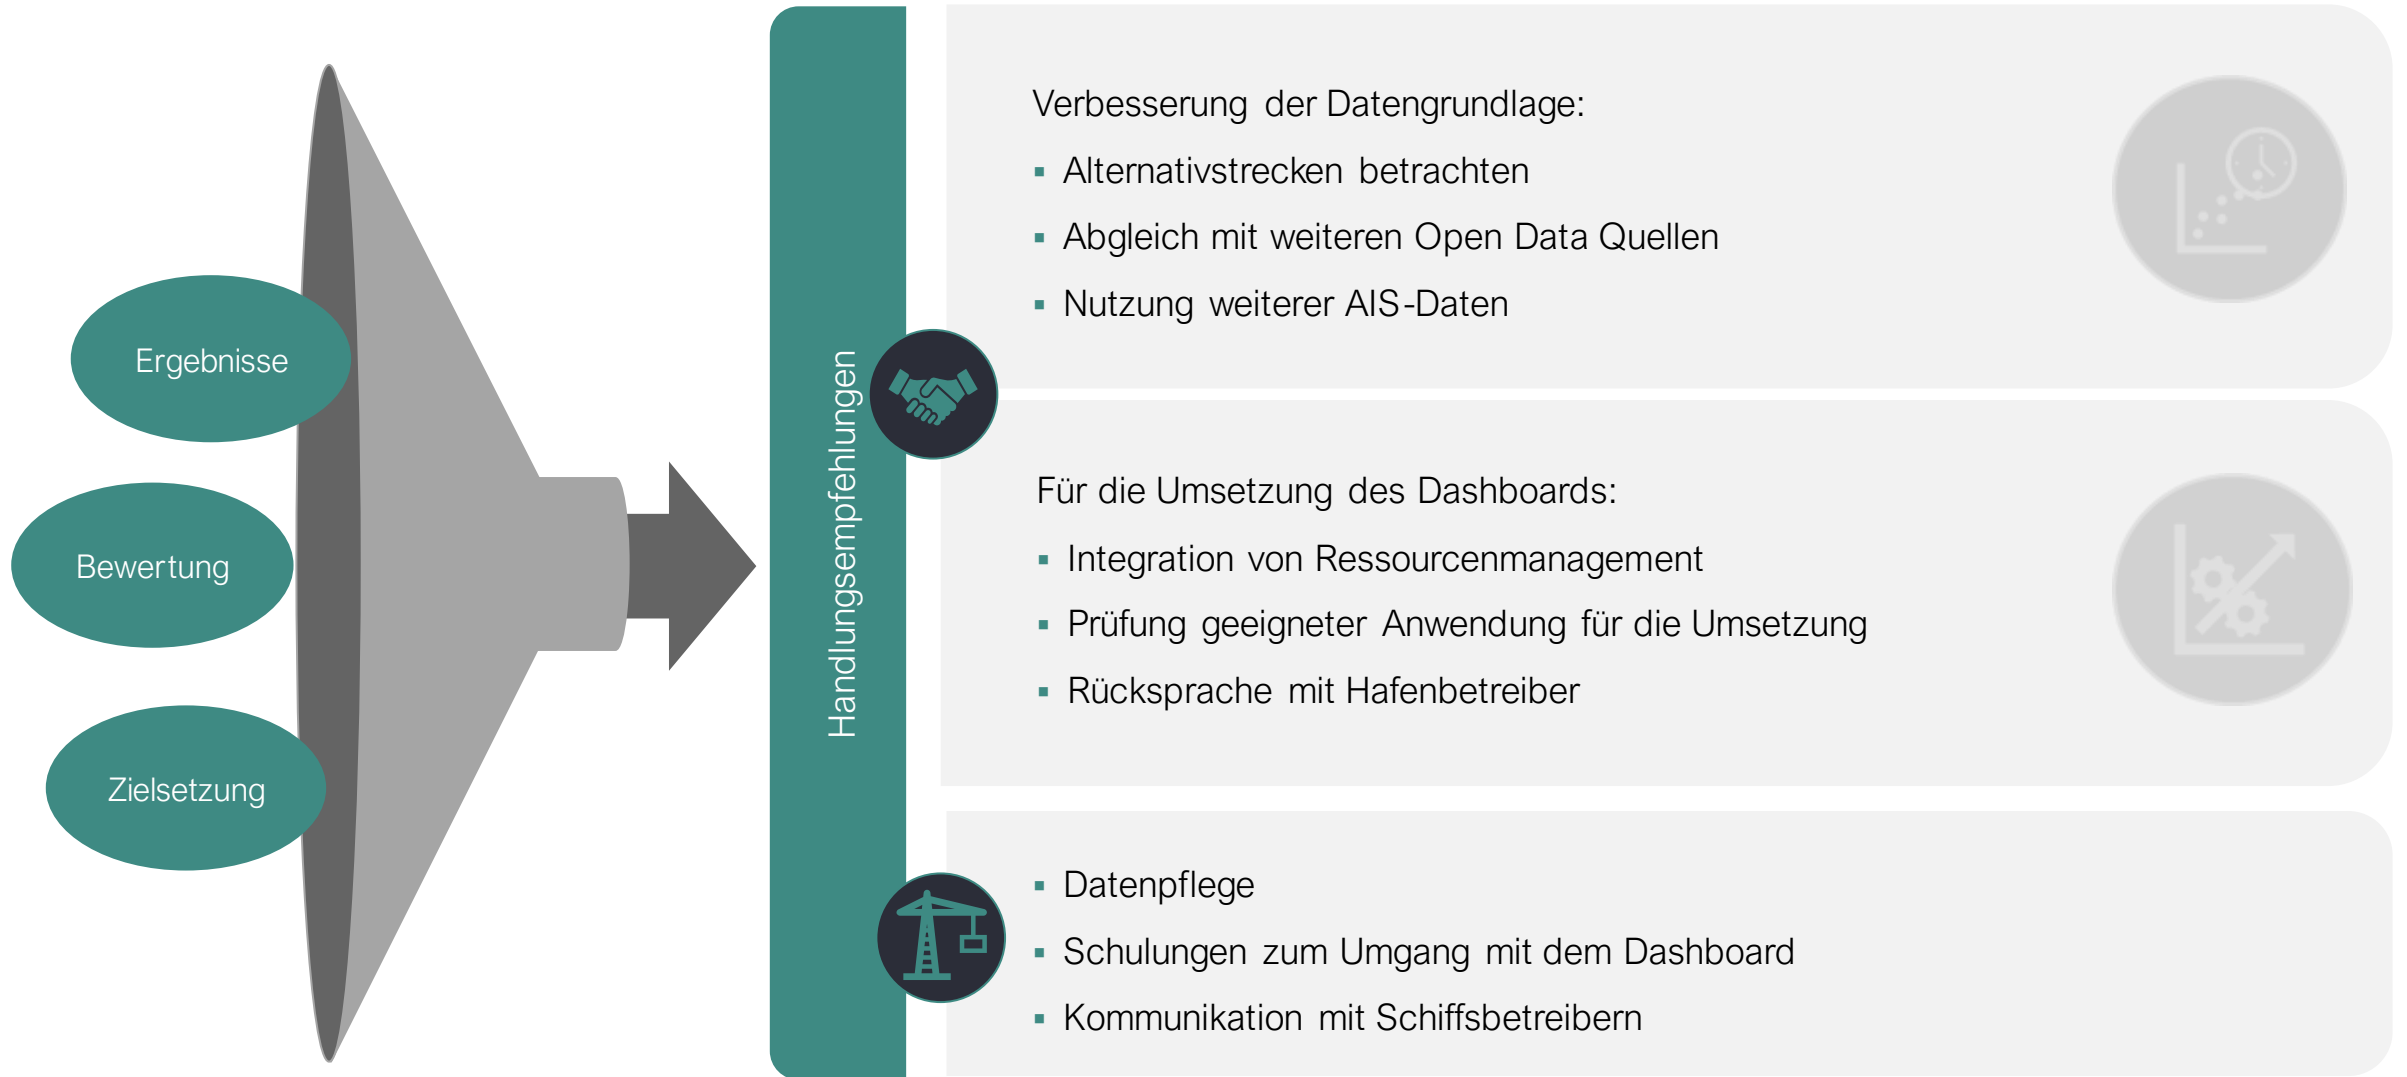 Ergebnisse
Bewertung
Zielsetzung
Handlungsempfehlungen
Verbesserung der Datengrundlage:
▪ Alternativstrecken betrachten
▪ Abgleich mit weiteren Open Data Quellen
▪ Nutzung weiterer AIS-Daten
Für die Umsetzung des Dashboards:
▪ Integration von Ressourcenmanagement
▪ Prüfung geeigneter Anwendung für die Umsetzung
▪ Rücksprache mit Hafenbetreiber
▪ Datenpflege
▪ Schulungen zum Umgang mit dem Dashboard
▪ Kommunikation mit Schiffsbetreibern